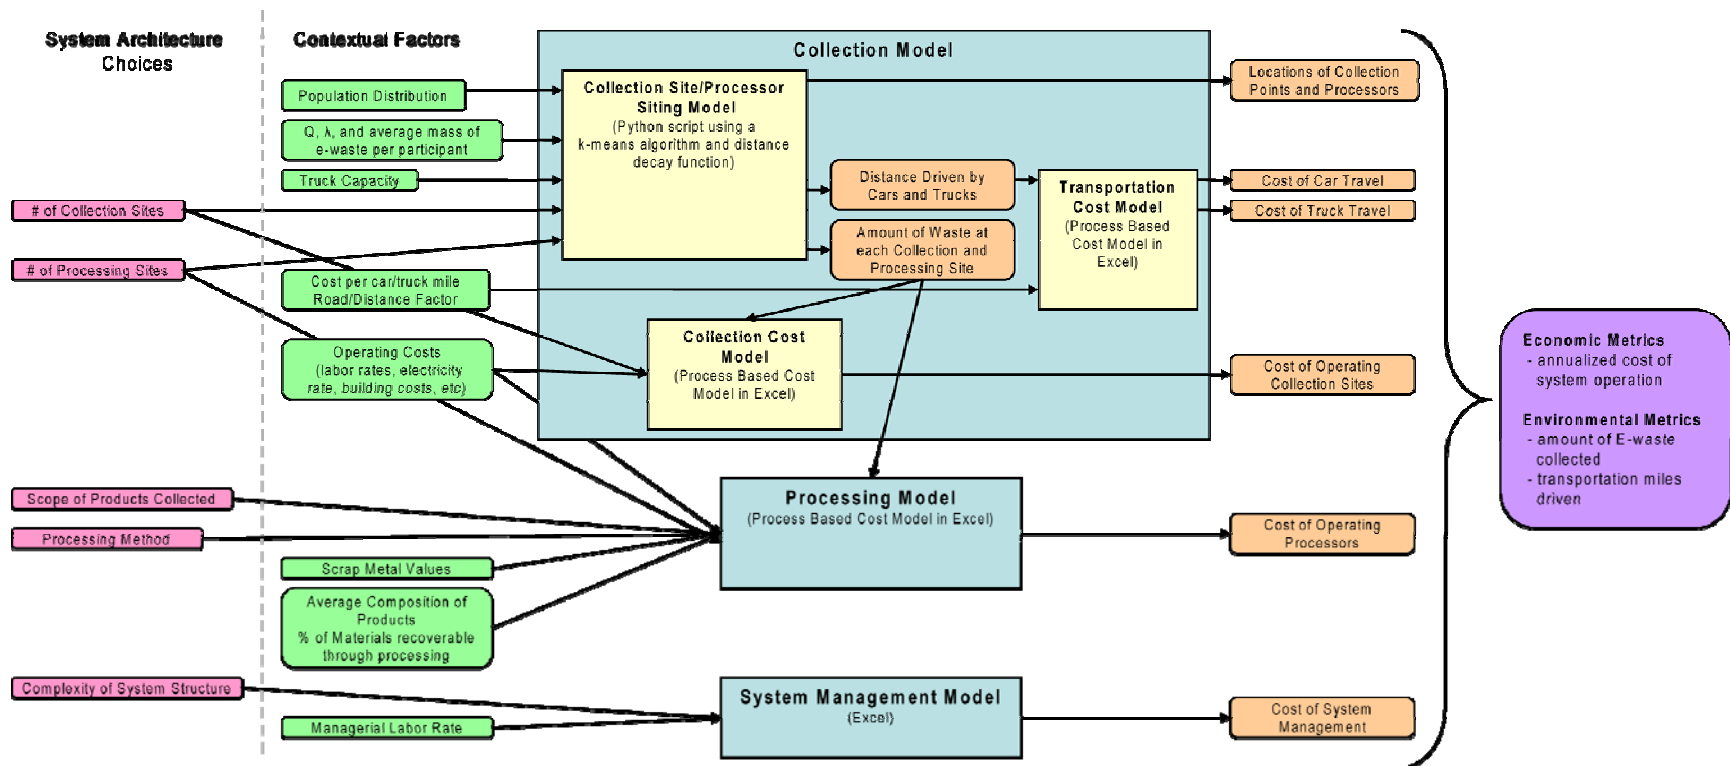 System Architecture
Choices
Contextual Factors
Population Distribution
Q, λ, and average mass of
e-waste per participant
Truck Capacity
# of Collection Sites
# of Processing Sites
Cost per car/truck mile
Road/Distance Factor
Operating Costs
(labor rates, electricity
rate, building costs, etc)
Scope of Products Collected
Processing Method
Scrap Metal Values
Average Composition of
Products
% of Materials recoverable
through processing
Complexity of System Structure
Managerial Labor Rate
Collection Model
Collection Site/Processor
Siting Model
(Python script using a
k-means algorithm and distance
decay function)
Distance Driven by
Cars and Trucks
Amount of Waste at
each Collection and
Processing Site
Transportation
Cost Model
(Process Based
Cost Model in
Excel)
Collection Cost
Model
(Process Based Cost
Model in Excel)
Processing Model
(Process Based Cost Model in Excel)
System Management Model
(Excel)
Locations of Collection
Points and Processors
Cost of Car Travel
Cost of Truck Travel
Cost of Operating
Collection Sites
Cost of Operating
Processors
Cost of System
Management
Economic Metrics
- annualized cost of
system operation
Environmental Metrics
- amount of E-waste
collected
- transportation miles
driven